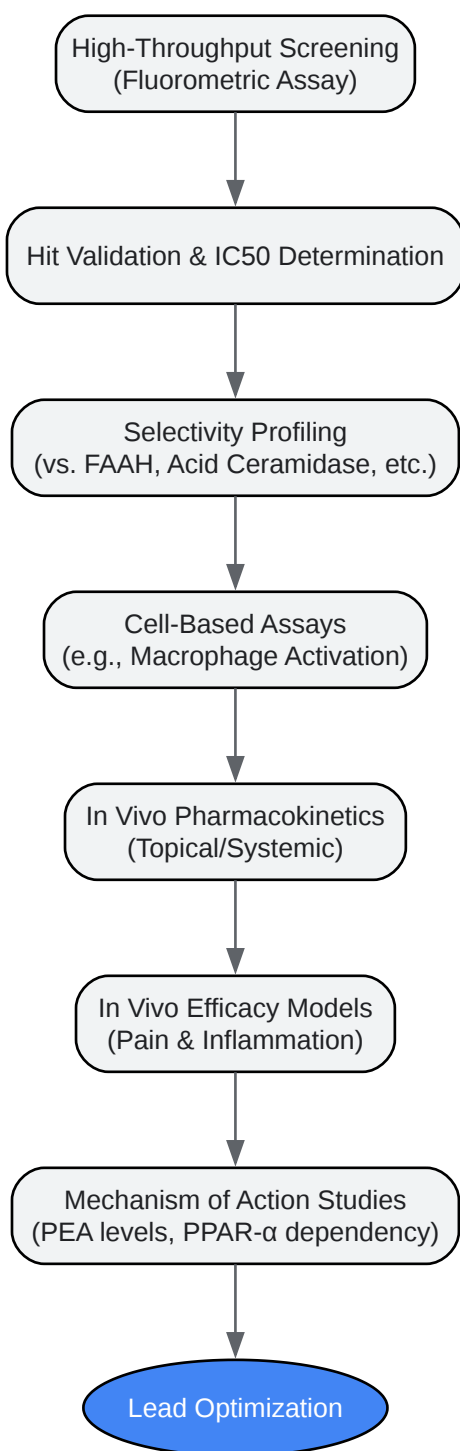 High-Throughput Screening
(Fluorometric Assay)
Hit Validation & IC50 Determination
Selectivity Profiling
(vs. FAAH, Acid Ceramidase, etc.)
Cell-Based Assays
(e.g., Macrophage Activation)
In Vivo Pharmacokinetics
(Topical/Systemic)
In Vivo Efficacy Models
(Pain & Inflammation)
Mechanism of Action Studies
(PEA levels, PPAR-α dependency)
Lead Optimization